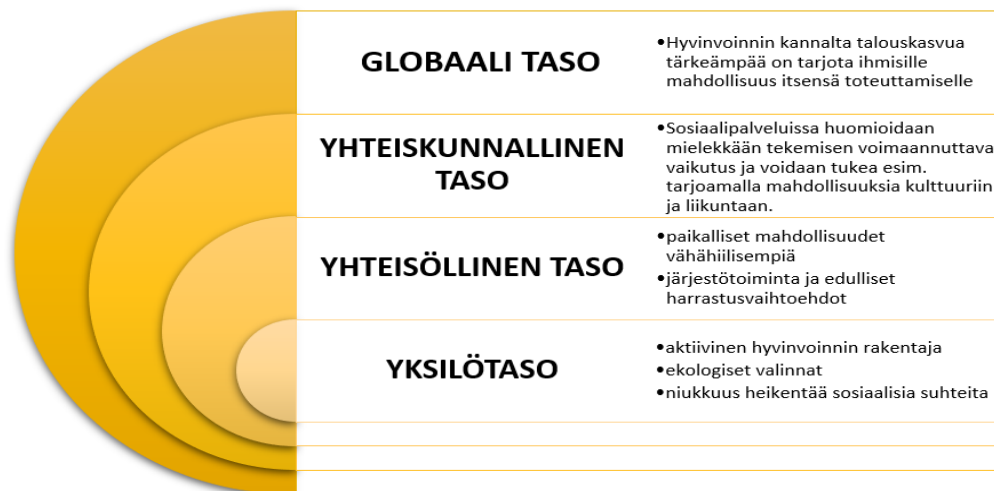 GLOBAALI TASO
•Hyvinvoinnin kannalta talouskasvua
tärkeämpää on tarjota ihmisille
mahdollisuus itsensä toteuttamiselle
YHTEISKUNNALLINEN
TASO
•Sosiaalipalveluissa huomioidaan
mielekkään tekemisen voimaannuttava
vaikutus ja voidaan tukea esim.
tarjoamalla mahdollisuuksia kulttuuriin
ja liikuntaan.
YHTEISÖLLINEN TASO
•paikalliset mahdollisuudet
vähähiilisempiä
•järjestötoiminta ja edulliset
harrastusvaihtoehdot
YKSILÖTASO
•aktiivinen hyvinvoinnin rakentaja
•ekologiset valinnat
•niukkuus heikentää sosiaalisia suhteita